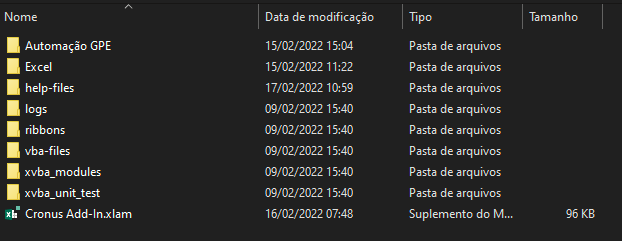 Nome Data de modificação Tipo Tamanho
Automação GPE 15/02/2022 15:04 Pasta de arquivos
Excel 15/02/2022 11:22 Pasta de arquivos
help-files 17/02/2022 10:59 Pasta de arquivos
logs 09/02/2022 15:40 Pasta de arquivos
ribbons 09/02/2022 15:40 Pasta de arquivos
vba-files 09/02/2022 15:40 Pasta de arquivos
xvba_modules 09/02/2022 15:40 Pasta de arquivos
xvba_unit_test 09/02/2022 15:40 Pasta de arquivos
Cronus Add-In.xlam 16/02/2022 07:48 Suplemento do M... 96 KB